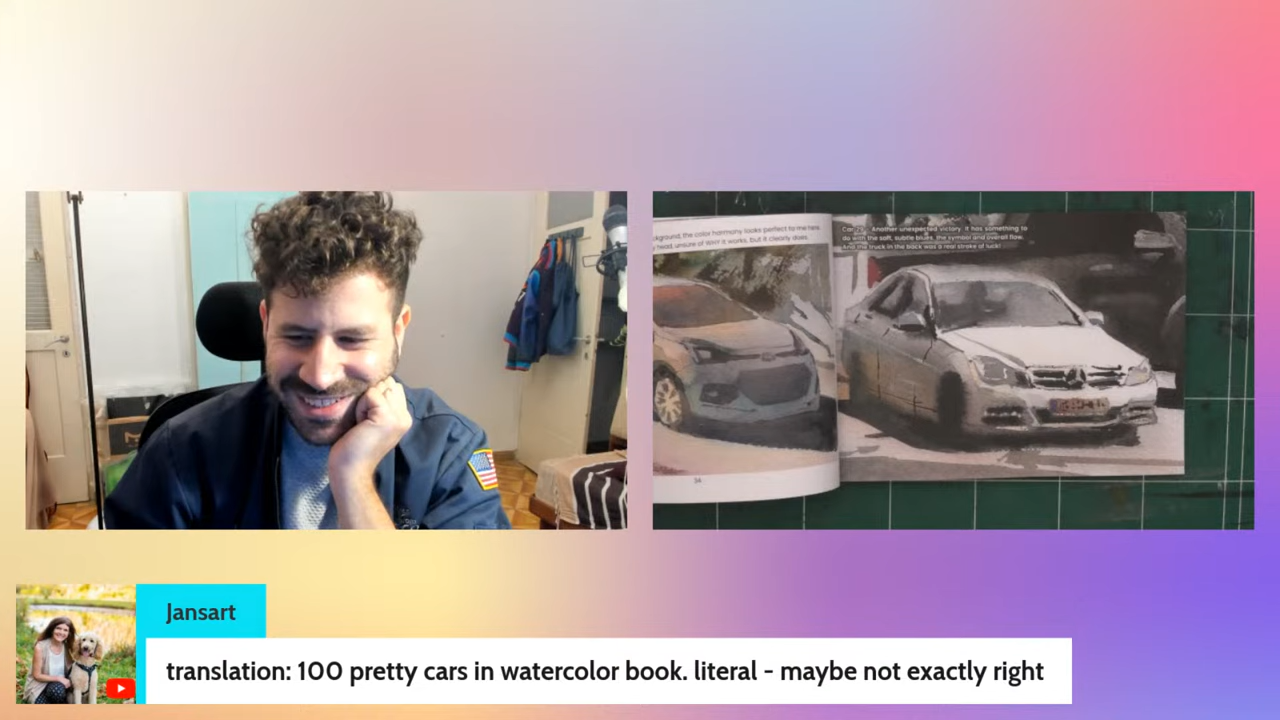 kground, the color harmony looks perfect to me
head, unsure of WHY it works, but it clearly does.
34
Another unexpected victory. It has something to
do with the soft, subtle blues, the symbol and overall flow.
And the truck in the back was a real stroke of luck!
Jansart
translation: 100 pretty cars in watercolor book. literal - maybe not exactly right